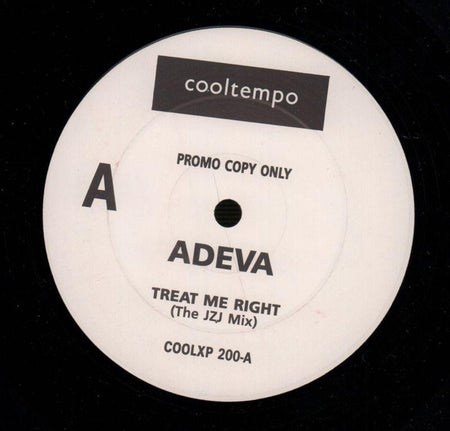 cooltempo
PROMO COPY ONLY
A
ADEVA
TREAT ME RIGHT
(The JZJ Mix)
COOLXP 200-A